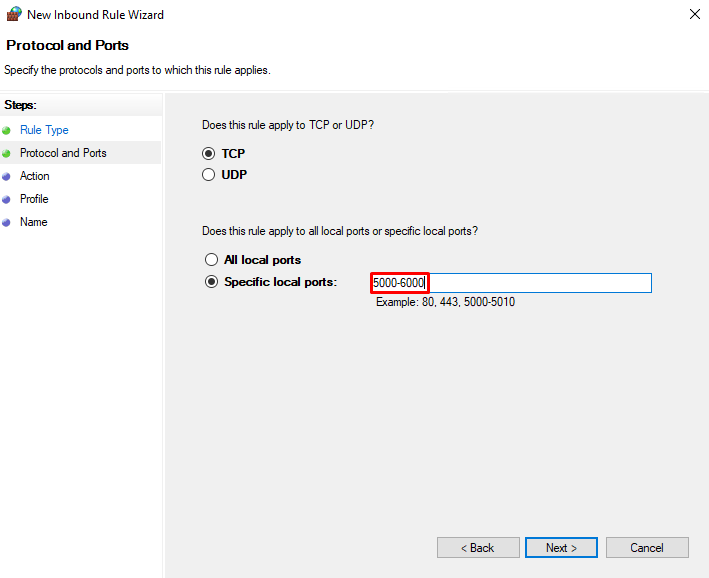 New Inbound Rule Wizard
Protocol and Ports
Specify the protocols and ports to which this rule applies.
Steps:
Rule Type
Protocol and Ports
Action
Profile
Name
Does this rule apply to TCP or UDP?
TCP
UDP
Does this rule apply to all local ports or specific local ports?
All local ports
Specific local ports: 5000-6000
Example: 80, 443, 5000-5010
< Back Next > Cancel